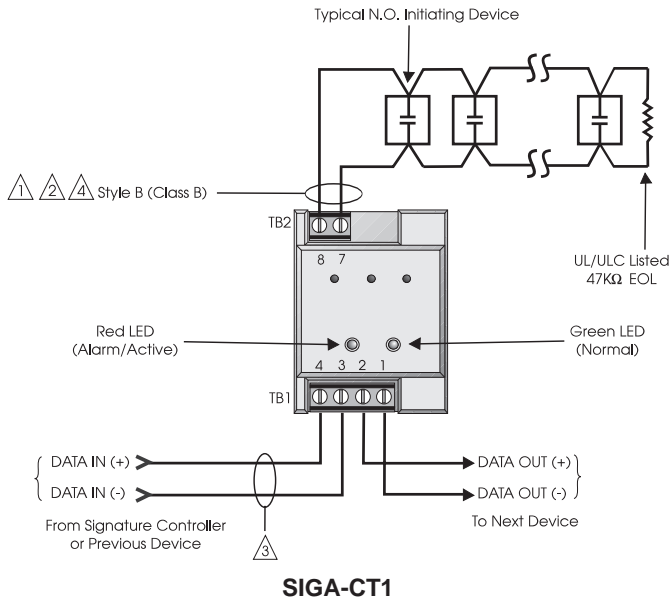 Typical N.O. Initiating Device
1 2 4 Style B (Class B)
TB2
8 7
UL/ULC Listed
47KΩ EOL
Red LED
(Alarm/Active)
Green LED
(Normal)
4 3 2 1
TB1
DATA IN (+)
DATA OUT (+)
DATA IN (-)
DATA OUT (-)
From Signature Controller
or Previous Device
To Next Device
3
SIGA-CT1